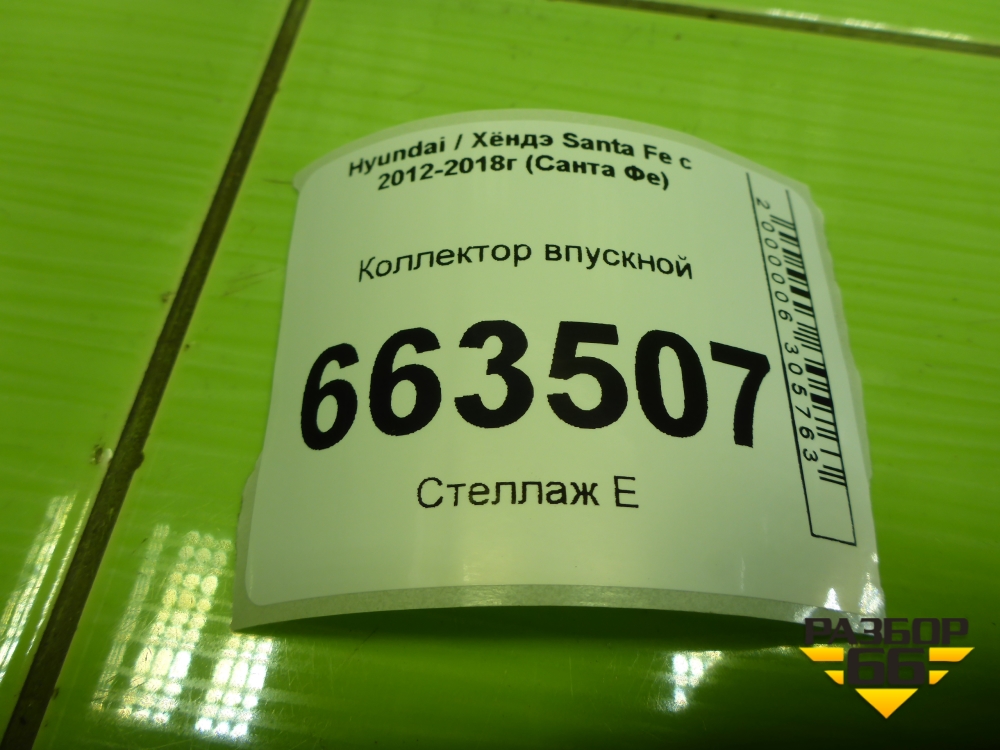 Hyundai / Хёндэ Santa Fe с
2012-2018г (Санта Фе)
Коллектор впускной
663507
Стеллаж Е
2000006305763
РАЗБОР
66